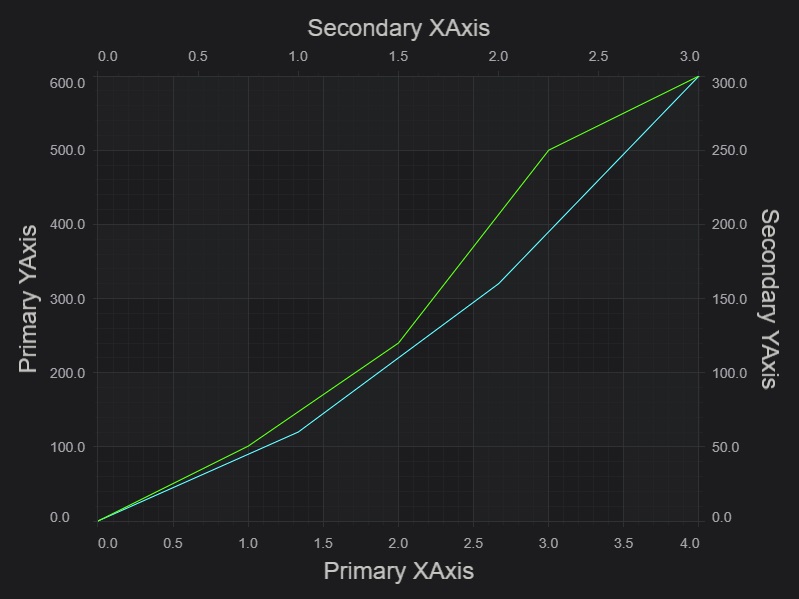 Secondary XAxis
0.0 0.5 1.0 1.5 2.0 2.5 3.0
600.0 300.0
500.0 250.0
400.0 200.0
300.0 150.0
200.0 100.0
100.0 50.0
0.0 0.0
Primary YAxis
Secondary YAxis
0.0 0.5 1.0 1.5 2.0 2.5 3.0 3.5 4.0
Primary XAxis